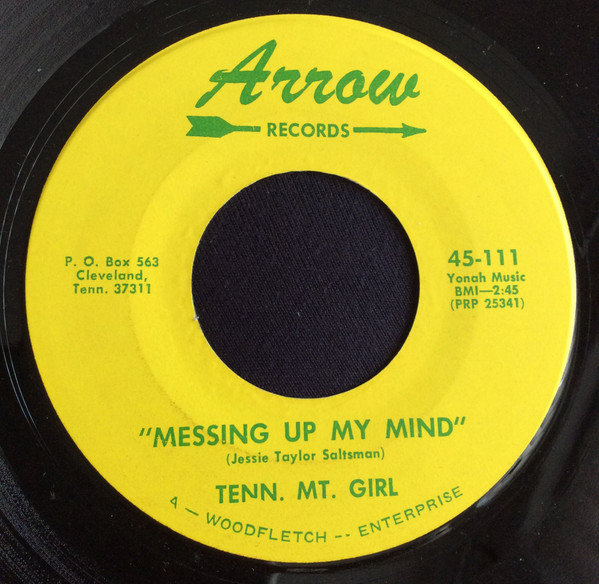 Arrow
RECORDS
P. O. Box 563
Cleveland,
Tenn. 37311
45-111
Yonah Music
BMI—2:45
(PRP 25341)
"MESSING UP MY MIND"
(Jessie Taylor Saltsman)
TENN. MT. GIRL
A — WOODFLETCH -- ENTERPRISE